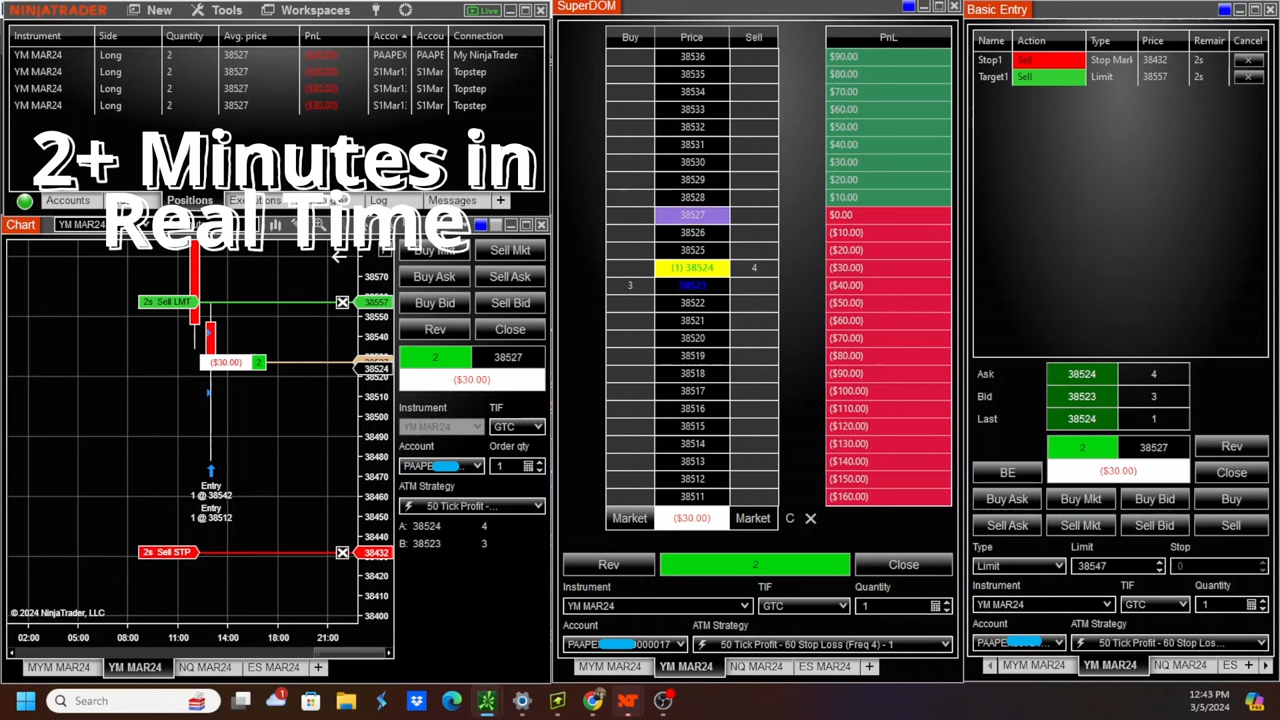 NINJATRADER New Tools Workspaces Live
Instrument Side Quantity Avg. price PnL Accou Accou Connection
YM MAR24 Long 2 38527 ($30.00) PAAPEX PAAPE My NinjaTrader
YM MAR24 Long 2 38527 ($30.00) S1Mar1: S1Mar Topstep
YM MAR24 Long 2 38527 ($30.00) S1Mar1: S1Mar Topstep
YM MAR24 Long 2 38527 ($30.00) S1Mar1: S1Mar Topstep
2+ Minutes in
Real Time
Accounts Positions Log Messages +
Chart YM MAR24
Buy Mkt Sell Mkt
Buy Ask Sell Ask
Buy Bid Sell Bid
Rev Close
2 38527
($30.00)
Instrument TIF
YM MAR24 GTC
Account Order qty
PAAPE 1
ATM Strategy
50 Tick Profit -...
A: 38524 4
B: 38523 3
38570
2s Sell LMT 38557
38550
38540
($30.00) 2
38524
38520
38510
38500
38490
38480
38470
38460
38450
38440
2s Sell STP 38432
38420
38410
38400
Entry
1 @ 38542
Entry
1 @ 38512
© 2024 NinjaTrader, LLC
02:00 05:00 08:00 11:00 14:00 18:00 21:00
MYM MAR24 YM MAR24 NQ MAR24 ES MAR24 +
SuperDOM
Buy Price Sell PnL
38536 $90.00
38535 $80.00
38534 $70.00
38533 $60.00
38532 $50.00
38531 $40.00
38530 $30.00
38529 $20.00
38528 $10.00
38527 $0.00
38526 ($10.00)
38525 ($20.00)
(1) 38524 4 ($30.00)
3 38523 ($40.00)
38522 ($50.00)
38521 ($60.00)
38520 ($70.00)
38519 ($80.00)
38518 ($90.00)
38517 ($100.00)
38516 ($110.00)
38515 ($120.00)
38514 ($130.00)
38513 ($140.00)
38512 ($150.00)
38511 ($160.00)
Market ($30.00) Market C
Rev 2 Close
Instrument TIF Quantity
YM MAR24 GTC 1
Account ATM Strategy
PAAPEX 000017 50 Tick Profit - 60 Stop Loss (Freq 4) - 1
MYM MAR24 YM MAR24 NQ MAR24 ES MAR24 +
Basic Entry
Name Action Type Price Remair Cancel
Stop1 Sell Stop Mark 38432 2s X
Target1 Sell Limit 38557 2s X
Ask 38524 4
Bid 38523 3
Last 38524 1
2 38527 Rev
BE ($30.00) Close
Buy Ask Buy Mkt Buy Bid Buy
Sell Ask Sell Mkt Sell Bid Sell
Type Limit Stop
Limit 38547 0
Instrument TIF Quantity
YM MAR24 GTC 1
Account ATM Strategy
PAAPE 50 Tick Profit - 60 Stop Los...
MYM MAR24 YM MAR24 NQ MAR24 ES +
Search
1
12:43 PM
3/5/2024